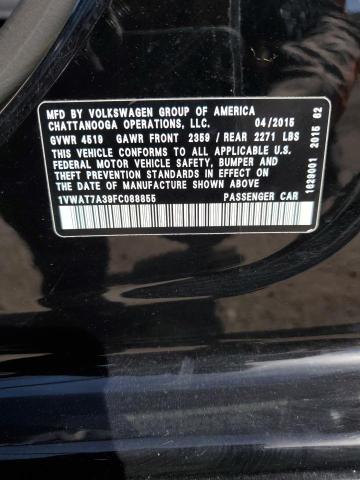 MFD BY VOLKSWAGEN GROUP OF AMERICA
CHATTANOOGA OPERATIONS, LLC. 04/2015
GVWR 4519 GAWR FRONT 2359 / REAR 2271 LBS
THIS VEHICLE CONFORMS TO ALL APPLICABLE U.S.
FEDERAL MOTOR VEHICLE SAFETY, BUMPER AND
THEFT PREVENTION STANDARDS IN EFFECT ON
THE DATE OF MANUFACTURE SHOWN ABOVE.
1VWAT7A39FC088855 PASSENGER CAR
1629001 2015 62